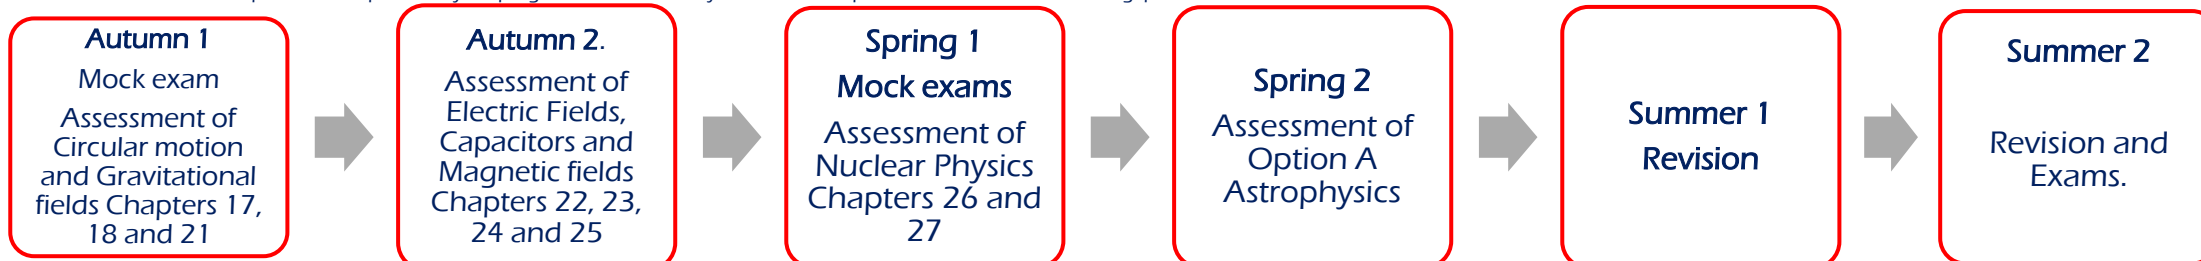 Autumn 1
Mock exam
Assessment of
Circular motion
and Gravitational
fields Chapters 17,
18 and 21
Autumn 2.
Assessment of
Electric Fields,
Capacitors and
Magnetic fields
Chapters 22, 23,
24 and 25
Spring 1
Mock exams
Assessment of
Nuclear Physics
Chapters 26 and
27
Spring 2
Assessment of
Option A
Astrophysics
Summer 1
Revision
Summer 2
Revision and
Exams.